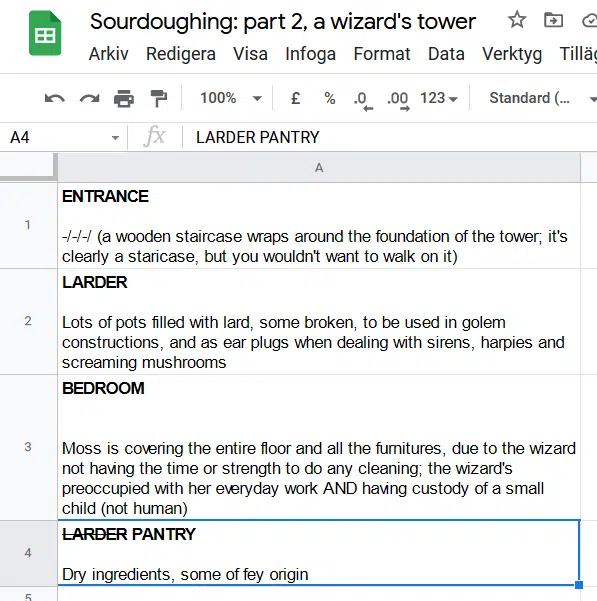 Sourdoughing: part 2, a wizard's tower
Arkiv Redigera Visa Infoga Format Data Verktyg Tilläg
100% £ % .0 .00 123 Standard (...
A4 fx LARDER PANTRY
A
1
ENTRANCE
-/-/-/ (a wooden staircase wraps around the foundation of the tower; it's
clearly a staricase, but you wouldn't want to walk on it)
2
LARDER
Lots of pots filled with lard, some broken, to be used in golem
constructions, and as ear plugs when dealing with sirens, harpies and
screaming mushrooms
3
BEDROOM
Moss is covering the entire floor and all the furnitures, due to the wizard
not having the time or strength to do any cleaning; the wizard's
preoccupied with her everyday work AND having custody of a small
child (not human)
4
LARDER PANTRY
Dry ingredients, some of fey origin
5